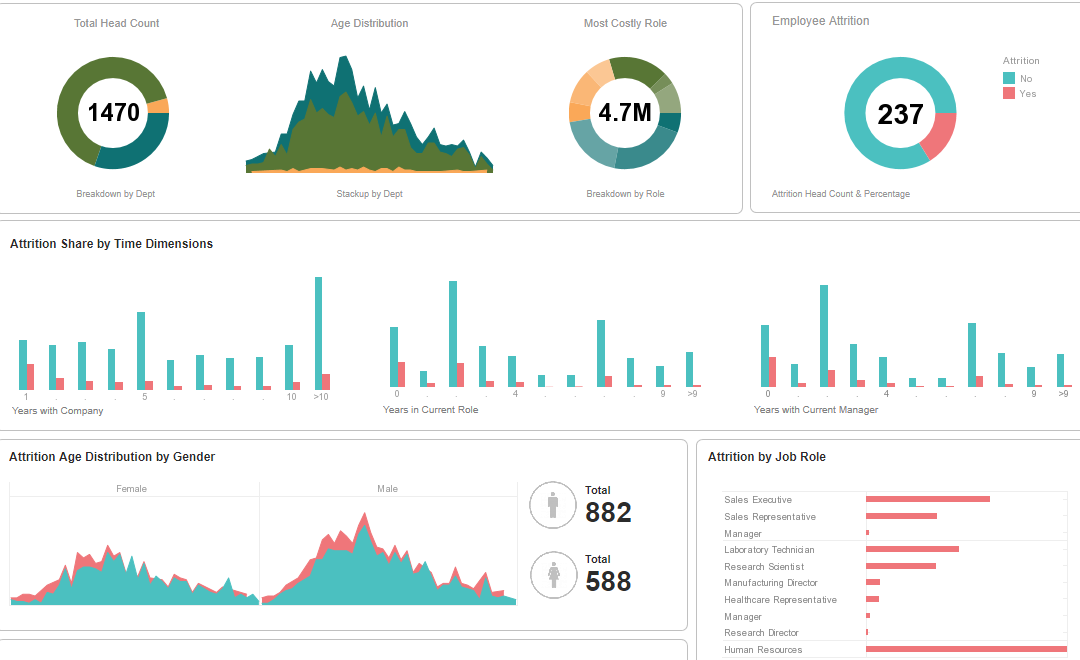 Total Head Count
Age Distribution
Most Costly Role
Employee Attrition
1470
4.7M
237
Attrition
No
Yes
Breakdown by Dept
Stackup by Dept
Breakdown by Role
Attrition Head Count & Percentage
Attrition Share by Time Dimensions
1 . . . 5 . . . . 10 >10
0 . . . 4 . . . . 9 >9
0 . . . 4 . . . . 9 >9
Years with Company
Years in Current Role
Years with Current Manager
Attrition Age Distribution by Gender
Female
Male
Total
882
Total
588
Attrition by Job Role
Sales Executive
Sales Representative
Manager
Laboratory Technician
Research Scientist
Manufacturing Director
Healthcare Representative
Manager
Research Director
Human Resources